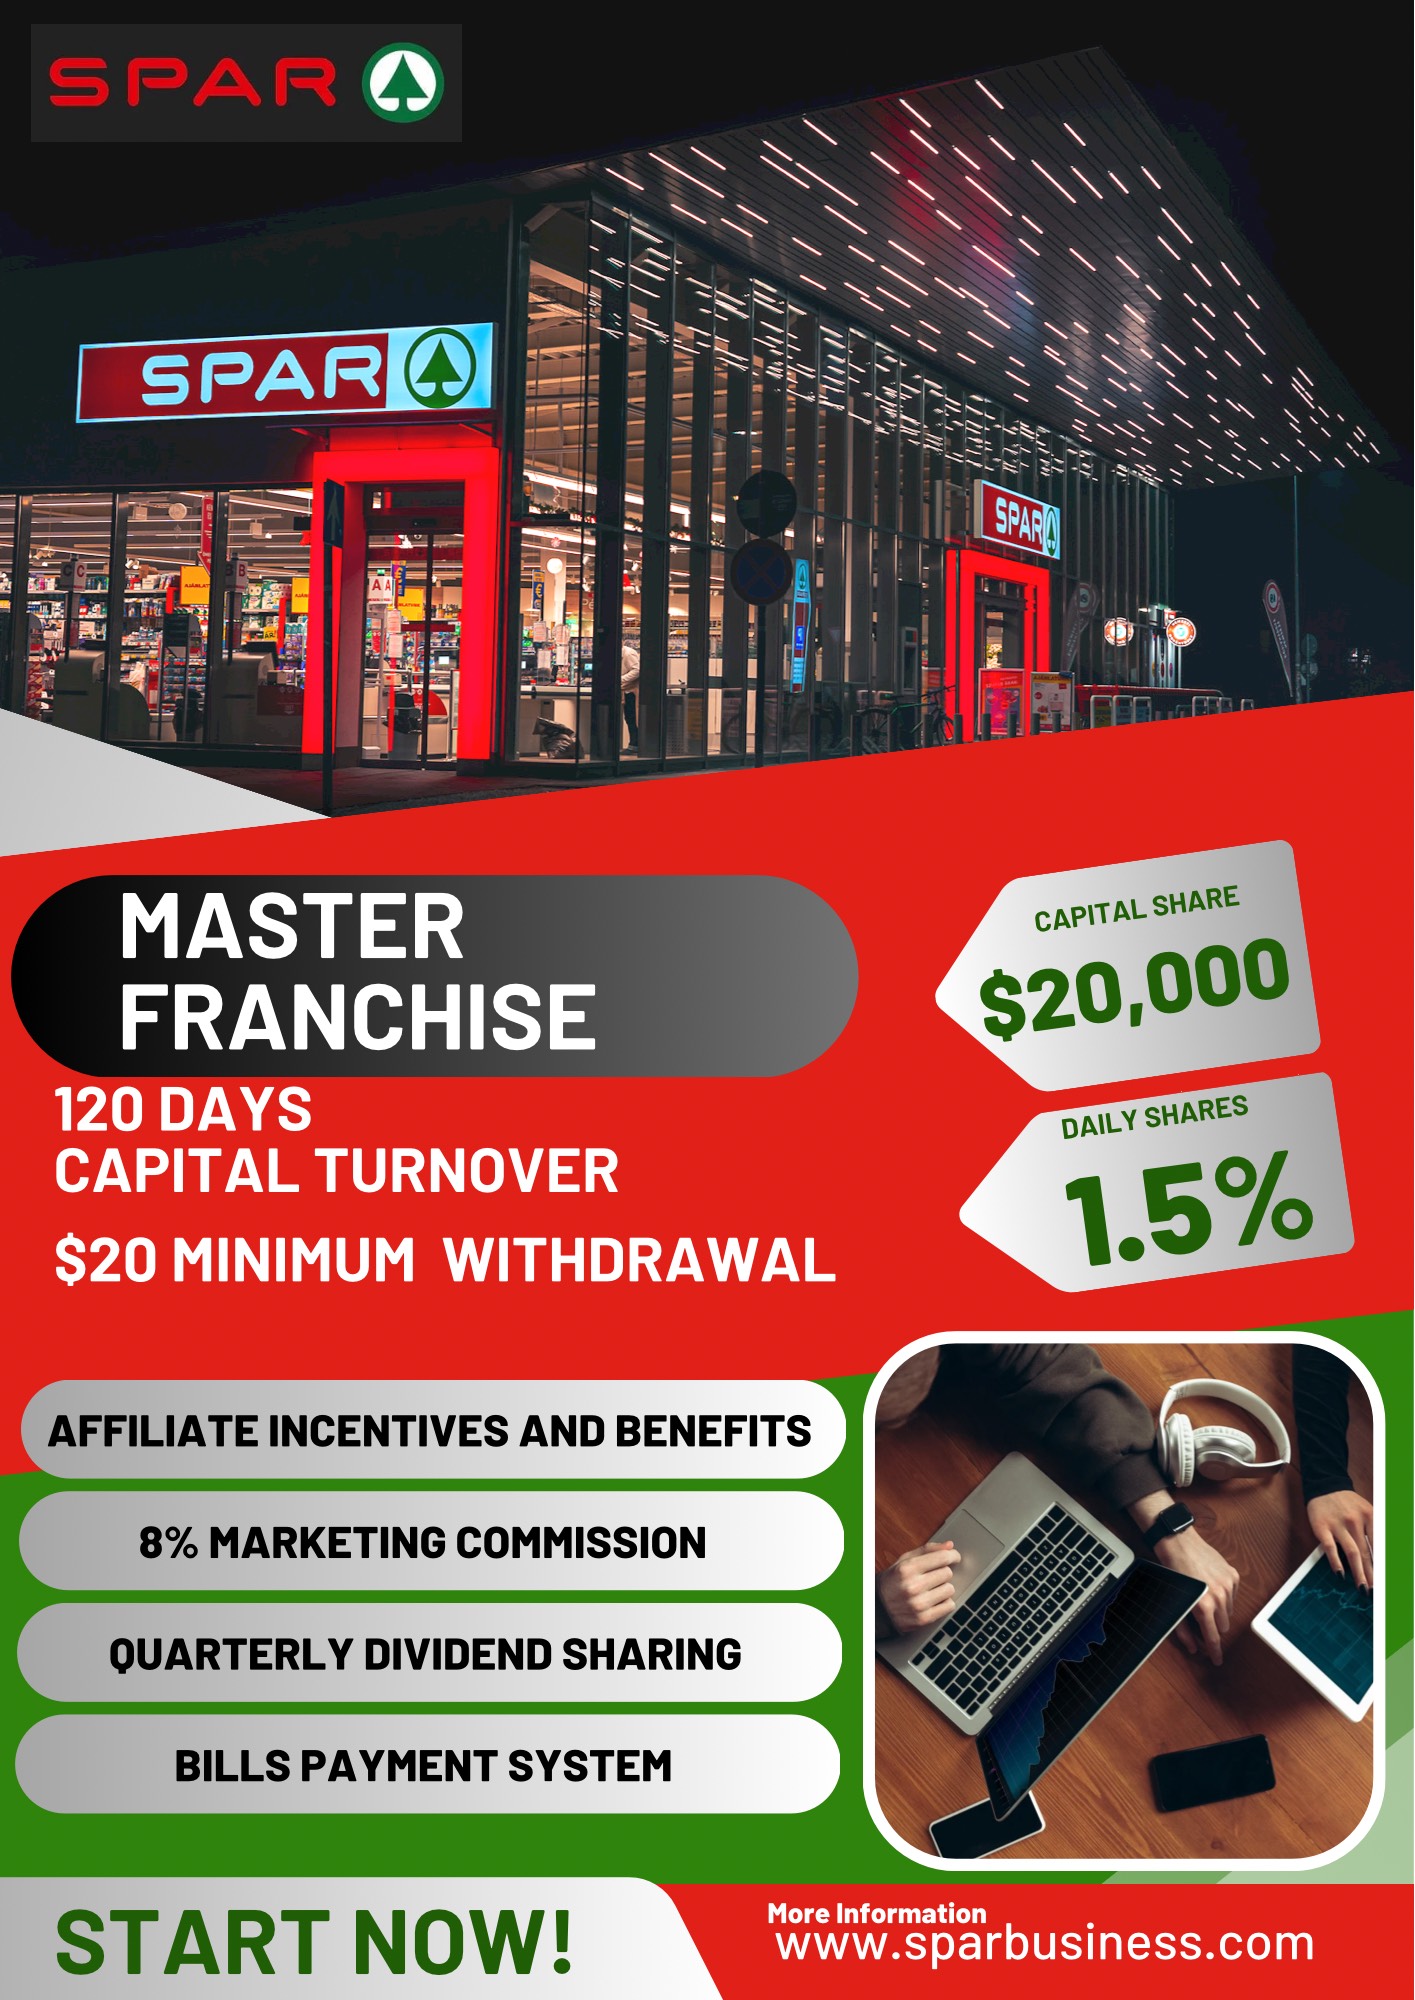 SPAR
SPAR
SPAR
MASTER
FRANCHISE
120 DAYS
CAPITAL TURNOVER
$20 MINIMUM WITHDRAWAL
CAPITAL SHARE
$20,000
DAILY SHARES
1.5%
AFFILIATE INCENTIVES AND BENEFITS
8% MARKETING COMMISSION
QUARTERLY DIVIDEND SHARING
BILLS PAYMENT SYSTEM
START NOW!
More Information
www.sparbusiness.com